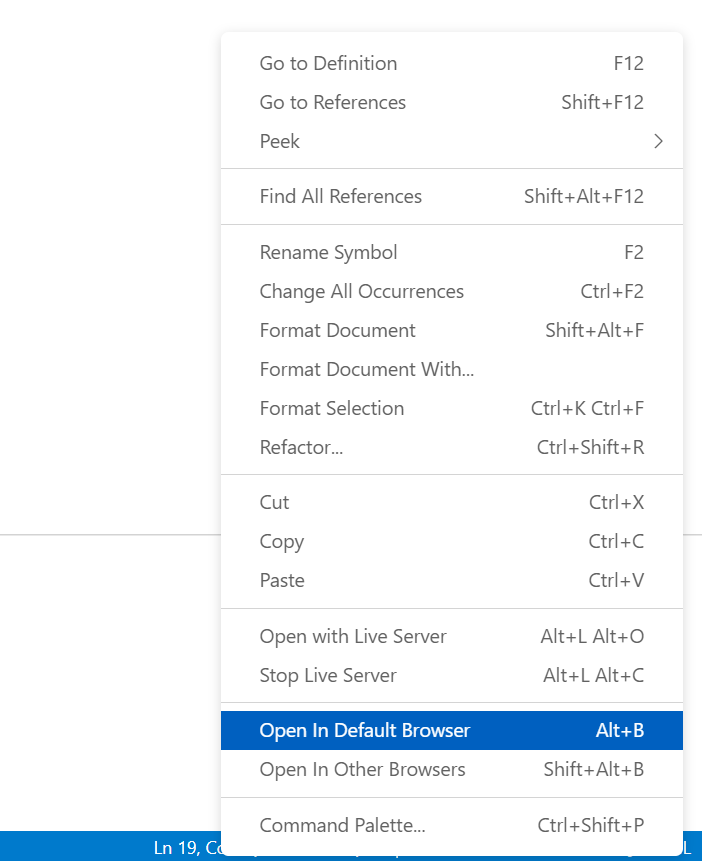 Go to Definition F12
Go to References Shift+F12
Peek
Find All References Shift+Alt+F12
Rename Symbol F2
Change All Occurrences Ctrl+F2
Format Document Shift+Alt+F
Format Document With...
Format Selection Ctrl+K Ctrl+F
Refactor... Ctrl+Shift+R
Cut Ctrl+X
Copy Ctrl+C
Paste Ctrl+V
Open with Live Server Alt+L Alt+O
Stop Live Server Alt+L Alt+C
Open In Default Browser Alt+B
Open In Other Browsers Shift+Alt+B
Command Palette... Ctrl+Shift+P
Ln 19,